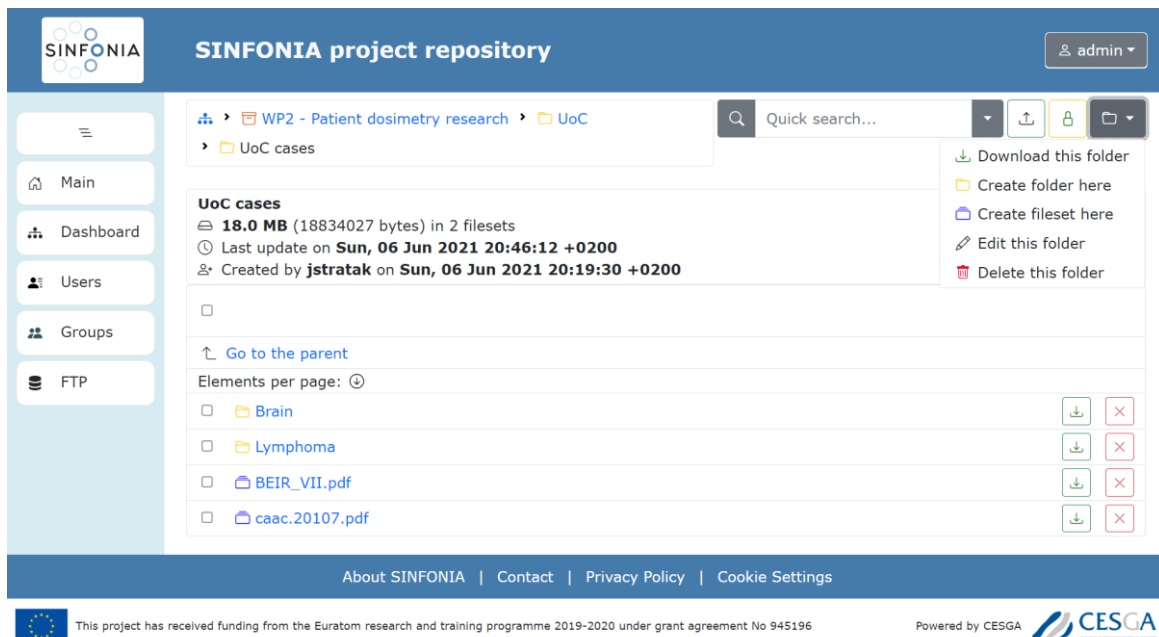 SINFONIA
SINFONIA project repository
admin
WP2 - Patient dosimetry research
UoC
UoC cases
Quick search...
Download this folder
Create folder here
Create fileset here
Edit this folder
Delete this folder
Main
Dashboard
Users
Groups
FTP
UoC cases
18.0 MB (18834027 bytes) in 2 filesets
Last update on Sun, 06 Jun 2021 20:46:12 +0200
Created by jstratak on Sun, 06 Jun 2021 20:19:30 +0200
Go to the parent
Elements per page:
Brain
Lymphoma
BEIR_VII.pdf
caac.20107.pdf
About SINFONIA | Contact | Privacy Policy | Cookie Settings
This project has received funding from the Euratom research and training programme 2019-2020 under grant agreement No 945196
Powered by CESGA
CESGA